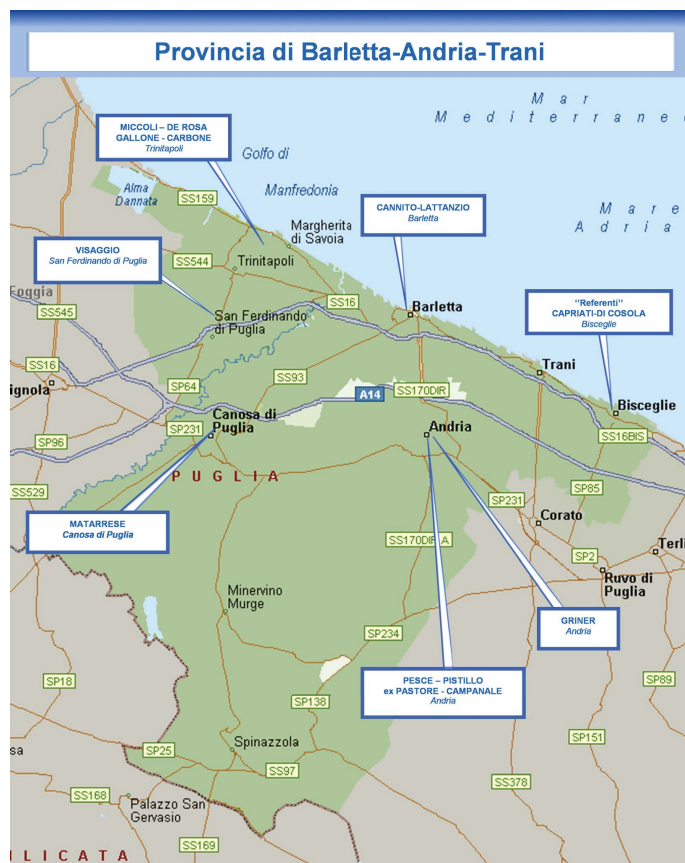 Provincia di Barletta-Andria-Trani
Mar
Mediterraneo
MICCOLI – DE ROSA
GALLONE - CARBONE
Trinitapoli
Golfo di
Manfredonia
Alma
Dannata
SS159
CANNITO-LATTANZIO
Barletta
Mare
Adria
Margherita
di Savoia
VISAGGIO
San Ferdinando di Puglia
SS544
Trinitapoli
Foggia
SS545
San Ferdinando
di Puglia
SS16
Barletta
"Referenti"
CAPRIATI-DI COSOLA
Bisceglie
SS16
ignola
SP64
SS93
A14
SS170DIR
Trani
Bisceglie
SS16BIS
SP96
SP231
Canosa di
Puglia
Andria
PUGLIA
SS529
SP231
SP85
Corato
MATARRESE
Canosa di Puglia
SS170DIR A
SP2
Terli
Ruvo di
Puglia
Minervino
Murge
GRINER
Andria
SP234
SP18
PESCE – PISTILLO
ex PASTORE - CAMPANALE
Andria
SP89
SP138
SP151
sa
SP25
Spinazzola
SS97
SS378
SS168
Palazzo San
Gervasio
SS169
ILICATA